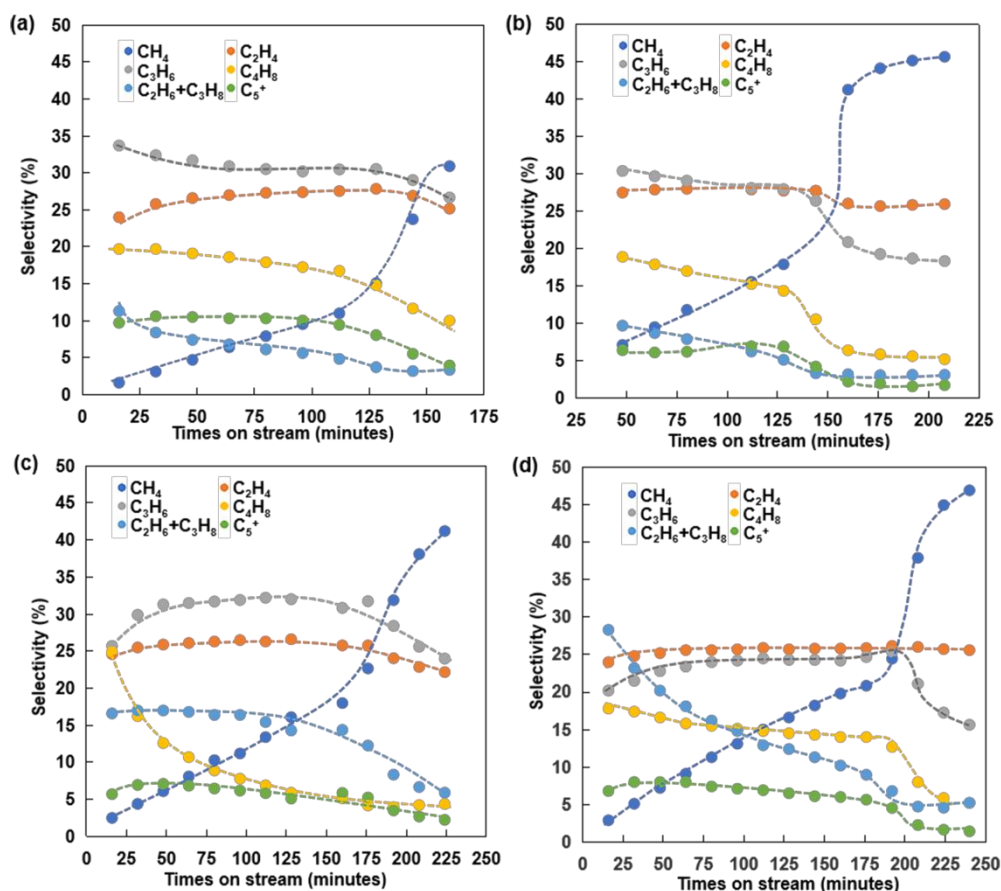 (a)
50
45
40
35
30
25
20
15
10
5
0
Selectivity (%)
CH₄ C₂H₄
C₃H₆ C₄H₈
C₂H₆+C₃H₈ C₅⁺
0 25 50 75 100 125 150 175
Times on stream (minutes)
(b)
50
45
40
35
30
25
20
15
10
5
0
Selectivity (%)
CH₄ C₂H₄
C₃H₆ C₄H₈
C₂H₆+C₃H₈ C₅⁺
25 50 75 100 125 150 175 200 225
Times on stream (minutes)
(c)
50
45
40
35
30
25
20
15
10
5
0
Selectivity (%)
CH₄ C₂H₄
C₃H₆ C₄H₈
C₂H₆+C₃H₈ C₅⁺
0 25 50 75 100 125 150 175 200 225 250
Times on stream (minutes)
(d)
50
45
40
35
30
25
20
15
10
5
0
Selectivity (%)
CH₄ C₂H₄
C₃H₆ C₄H₈
C₂H₆+C₃H₈ C₅⁺
0 25 50 75 100 125 150 175 200 225 250
Times on stream (minutes)